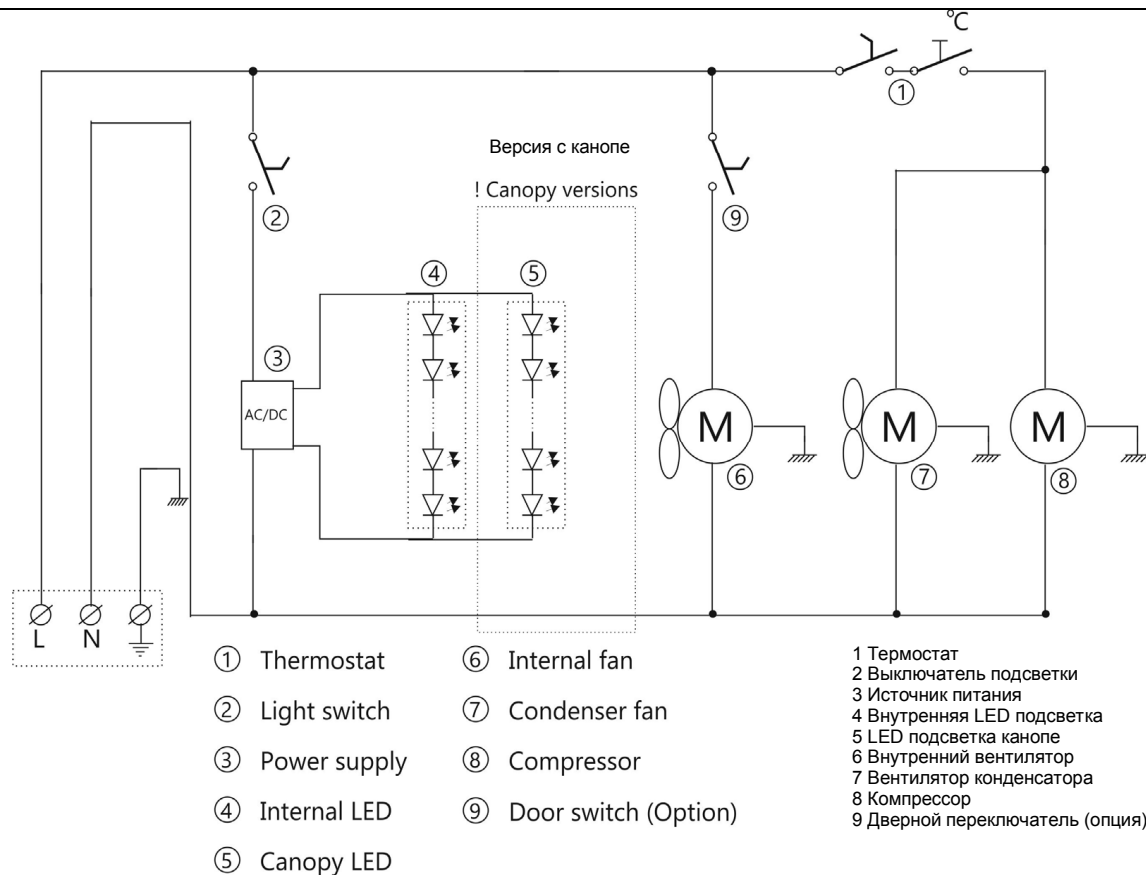 °C
①
Версия с канопе
! Canopy versions
②
⑨
④
⑤
③
AC/DC
M
M
M
⑥
⑦
⑧
L
N
① Thermostat
② Light switch
③ Power supply
④ Internal LED
⑤ Canopy LED
⑥ Internal fan
⑦ Condenser fan
⑧ Compressor
⑨ Door switch (Option)
1 Термостат
2 Выключатель подсветки
3 Источник питания
4 Внутренняя LED подсветка
5 LED подсветка канопе
6 Внутренний вентилятор
7 Вентилятор конденсатора
8 Компрессор
9 Дверной переключатель (опция)